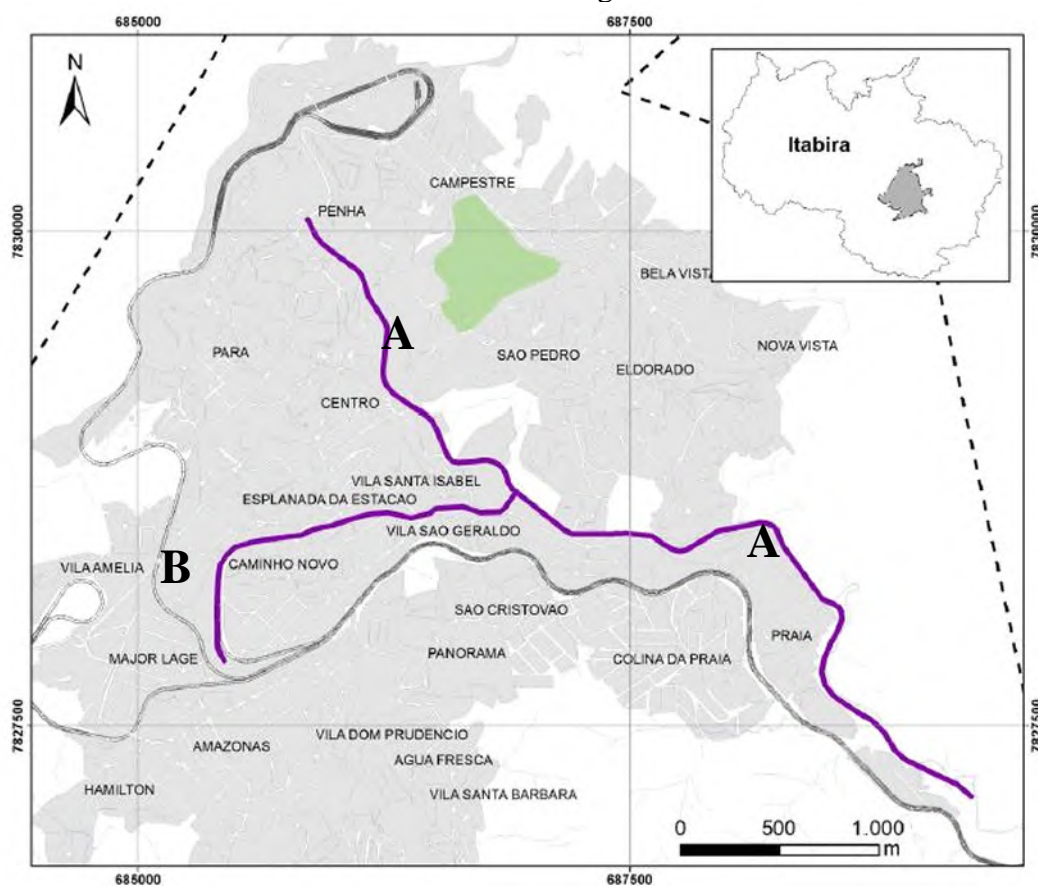 685000
687500
N
Itabira
CAMPESTRE
PENHA
7830000
7830000
BELA VISTA
A
NOVA VISTA
PARA
SAO PEDRO
ELDORADO
CENTRO
VILA SANTA ISABEL
ESPLANADA DA ESTACAO
VILA SAO GERALDO
A
B
CAMINHO NOVO
VILA AMELIA
SAO CRISTOVAO
PRAIA
PANORAMA
MAJOR LAGE
COLINA DA PRAIA
7827500
7827500
VILA DOM PRUDENCIO
AMAZONAS
AGUA FRESCA
HAMILTON
VILA SANTA BARBARA
0 500 1.000
m
685000
687500